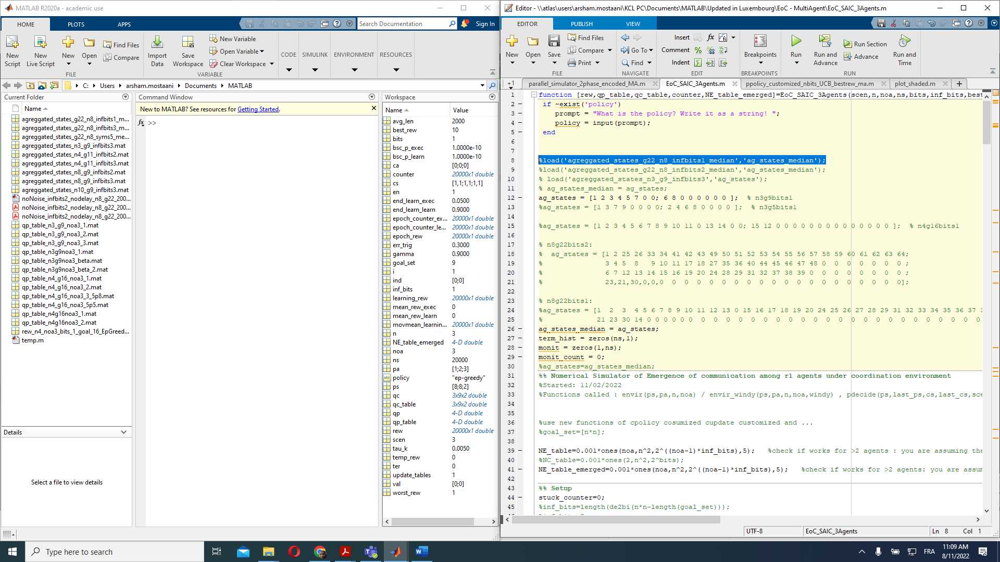 MATLAB R2020a - academic use
HOME PLOTS APPS
Search Documentation
Sign In
New Script
New Live Script
New
Open
Find Files
Compare
Import Data
Save Workspace
New Variable
Open Variable
Clear Workspace
CODE SIMULINK ENVIRONMENT RESOURCES
FILE VARIABLE
C: Users arsham.mostaani Documents MATLAB
Current Folder
Name
agreggated_states_g22_n8_infbits1_m...
agreggated_states_g22_n8_infbits3_m...
agreggated_states_g22_n8_syms5_me...
agreggated_states_n3_g9_infbits3.mat
agreggated_states_n4_g11_infbits2.mat
agreggated_states_n4_g11_infbits3.mat
agreggated_states_n8_g9_infbits2.mat
agreggated_states_n8_g9_infbits3.mat
agreggated_states_n10_g9_infbits3.mat
noNoise_infbits2_nodelay_n8_g22_200...
noNoise_infbits2_nodelay_n8_g22_200...
noNoise_infbits2_nodelay_n8_g22_200...
qp_table_n3_g9_noa3_1.mat
qp_table_n3_g9_noa3_2.mat
qp_table_n3_g9_noa3_3.mat
qp_table_n3g9noa3_1.mat
qp_table_n3g9noa3_beta.mat
qp_table_n3g9noa3_beta_2.mat
qp_table_n4_g16_noa3_1.mat
qp_table_n4_g16_noa3_2.mat
qp_table_n4_g16_noa3_3_5p8.mat
qp_table_n4_g16_noa3_5p5.mat
qp_table_n4g16noa3_1.mat
qp_table_n4g16noa3_2.mat
rew_n4_noa3_bits_1_goal_16_EpGreed...
temp.m
Details
Select a file to view details
Command Window
New to MATLAB? See resources for Getting Started.
fx >>
Workspace
Name Value
avg_len 2000
best_rew 10
bits 1
bsc_p_exec 1.0000e-10
bsc_p_learn 1.0000e-10
ca [0;0;0]
counter 20000x1 double
cs [1,1;1,1;1,1]
en 1
end_learn_exec 0.0500
end_learn_learn 0.9000
epoch_counter_ex... 20000x1 double
epoch_counter_le... 20000x1 double
epoch_rew 20000x1 double
err_trig 0.3000
gamma 0.9000
goal_set 9
i 1
ind [0;0]
inf_bits 1
learning_rew 20000x1 double
mean_rew_exec 0
mean_rew_learn 0
movmean_learnin... 20000x1 double
n 3
NE_table_emerged 4-D double
noa 3
ns 20000
pa [1;2;3]
policy "ep-greedy"
ps [8;8;2]
qc 3x9x2 double
qc_table 3x9x2 double
qp 4-D double
qp_table 4-D double
rew 20000x1 double
scen 3
tau_k 0.0050
temp_rew 0
ter 0
update_tables 1
val [0;0]
worst_rew 1
Editor - \\atlas\users\arsham.mostaani\KCL PC\Documents\MATLAB\Updated in Luxembourg\EoC - MultiAgent\EoC_SAIC_3Agents.m
EDITOR PUBLISH VIEW
New
Open
Save
Find Files
Compare
Print
Go To
Find
Insert
Comment
Indent
Breakpoints
Run
Run and Advance
Run Section
Advance
Run and Time
FILE NAVIGATE EDIT BREAKPOINTS RUN
+1 parallel_simulator_2phase_encoded_MA.m EoC_SAIC_3Agents.m ppolicy_customized_nbits_UCB_bestrew_ma.m plot_shaded.m
1 function [rew,qp_table,qc_table,counter,NE_table_emerged]=EoC_SAIC_3Agents(scen,n,noa,ns,bits,inf_bits,best
2 if ~exist('policy')
3 prompt = "What is the policy? Write it as a string! ";
4 policy = input(prompt);
5 end
6
7
8 %load('agreggated_states_g22_n8_infbits1_median','ag_states_median');
9 %load('agreggated_states_g22_n8_infbits2_median','ag_states_median');
10 % load('agreggated_states_n3_g9_infbits3','ag_states');
11 % ag_states_median = ag_states;
12 ag_states = [1 2 3 4 5 7 0 0; 6 8 0 0 0 0 0 0 ]; % n3g9bits1
13 %ag_states = [1 3 7 9 0 0 0 0; 2 4 6 8 0 0 0 0 ]; % n3g5bits1
14
15 %ag_states = [1 2 3 4 5 6 7 8 9 10 11 0 13 14 0 0; 15 12 0 0 0 0 0 0 0 0 0 0 0 0 0 0 ]; % n4g16bits1
16
17 % n8g22bits2:
18 % ag_states = [1 2 25 26 33 34 41 42 43 49 50 51 52 53 54 55 56 57 58 59 60 61 62 63 64;
19 % 3 4 5 8 9 10 11 17 18 27 35 36 40 44 45 46 47 48 0 0 0 0 0 0 0 ;
20 % 6 7 12 13 14 15 16 19 20 24 28 29 31 32 37 38 39 0 0 0 0 0 0 0 0 ;
21 % 23,21,30,0,0,0 0 0 0 0 0 0 0 0 0 0 0 0 0 0 0 0 0 0 0];
22
23 % n8g22bits1:
24 %ag_states = [1 2 3 4 5 6 7 8 9 10 11 12 13 0 15 16 17 18 19 20 24 25 26 27 28 29 31 32 33 34 35 36 37 3
25 % 21 23 30 14 0 0 0 0 0 0 0 0 0 0 0 0 0 0 0 0 0 0 0 0 0 0 0 0 0 0 0 0 0
26 ag_states_median = ag_states;
27 term_hist = zeros(ns,1);
28 monit = zeros(1,ns);
29 monit_count = 0;
30 %ag_states=ag_states_median;
31 %% Numerical Simulator of Emergence of communication among rl agents under coordination environment
32 %Started: 11/02/2022
33 %Functions called : envir(ps,pa,n,noa) / envir_windy(ps,pa,n,noa,windy) , pdecide(ps,last_ps,cs,last_cs,sce
34
35
36 %use new functions of cpolicy cosumized cupdate customized and ...
37 %goal_set=[n*n];
38
39 NE_table=0.001*ones(noa,n^2,2^((noa-1)*inf_bits),5); %check if works for >2 agents : you are assuming the
40 %NC_table=0.001*ones(2,n^2,2^bits);
41 NE_table_emerged=0.001*ones(noa,n^2,2^((noa-1)*inf_bits),5); %check if works for >2 agents: you are assum
42
43 %% Setup
44 stuck_counter=0;
45 %inf_bits=length(de2bi(n*n-length(goal_set)));
UTF-8 EoC_SAIC_3Agents Ln 8 Col 1
Type here to search
FRA
11:09 AM
8/11/2022